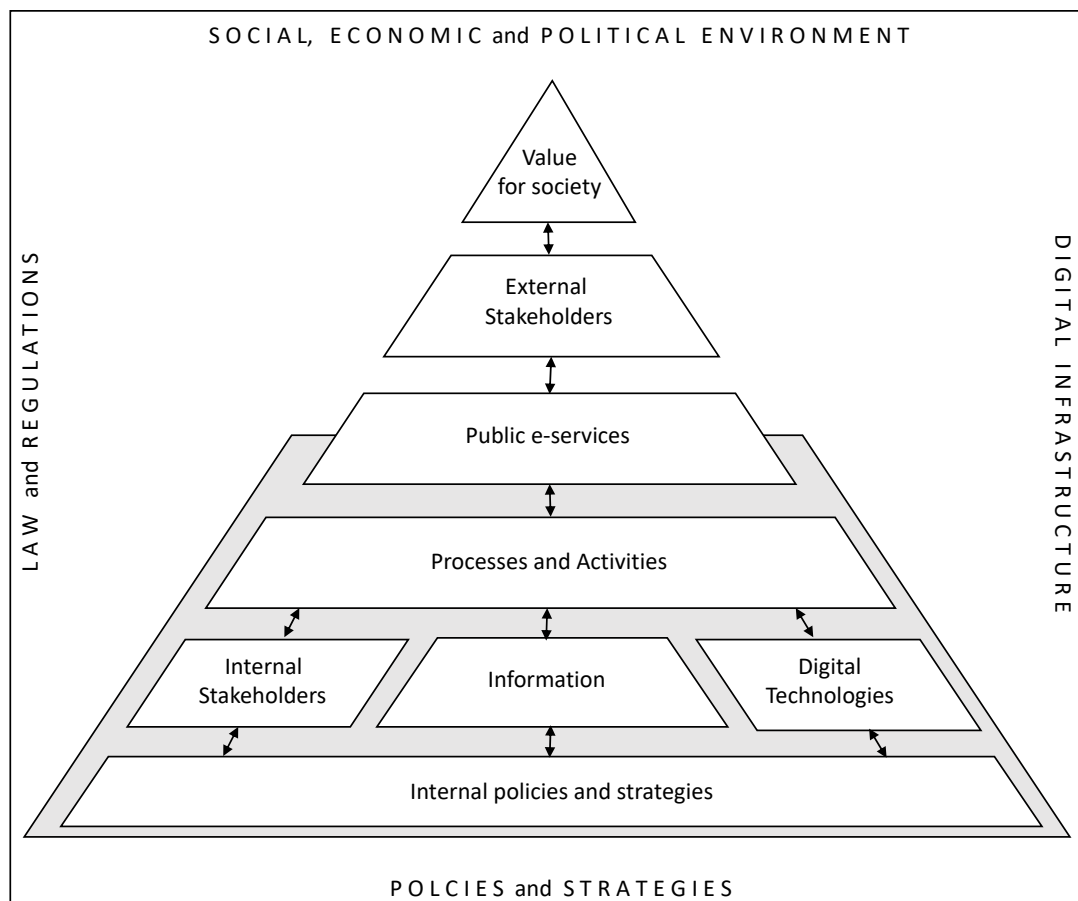 SOCIAL, ECONOMIC and POLITICAL ENVIRONMENT
Value
for society
External
Stakeholders
LAW and REGULATIONS
DIGITAL INFRASTRUCTURE
Public e-services
Processes and Activities
Internal
Stakeholders
Information
Digital
Technologies
Internal policies and strategies
POLCIES and STRATEGIES